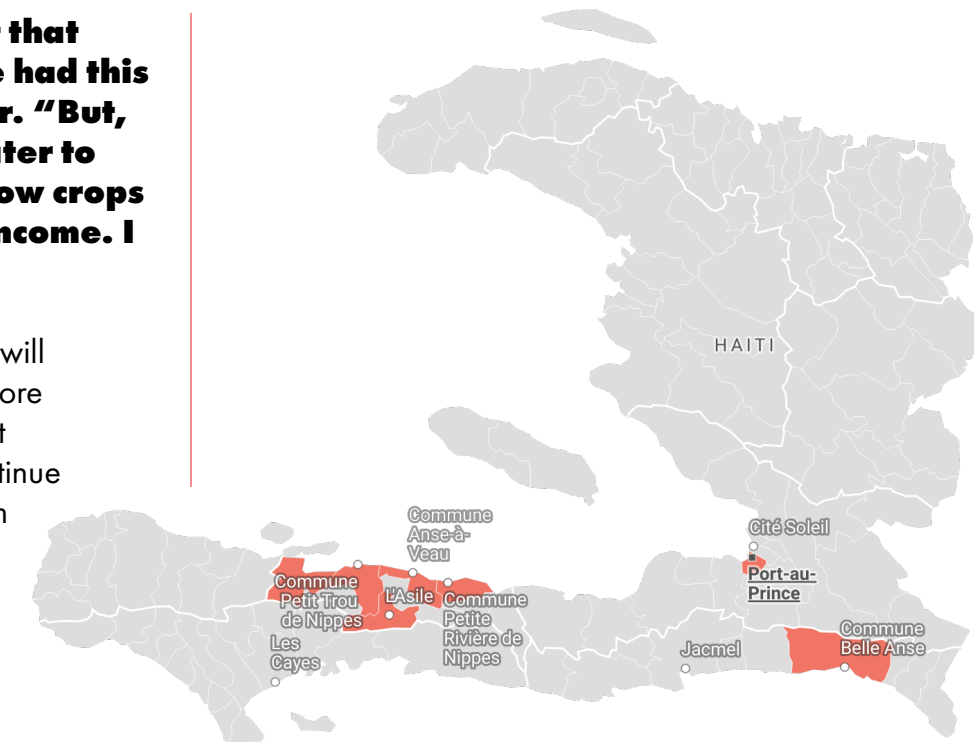 that
e had this
r. “But,
ter to
ow crops
ncome. I
will
ore
t
tinue
n
HAITI
Commune
Anse-à-
Veau
Cité Soleil
Port-au-
Prince
Commune
Petit Trou
de Nippes
L'Asile
Commune
Petite
Rivière de
Nippes
Les
Cayes
Jacmel
Commune
Belle Anse